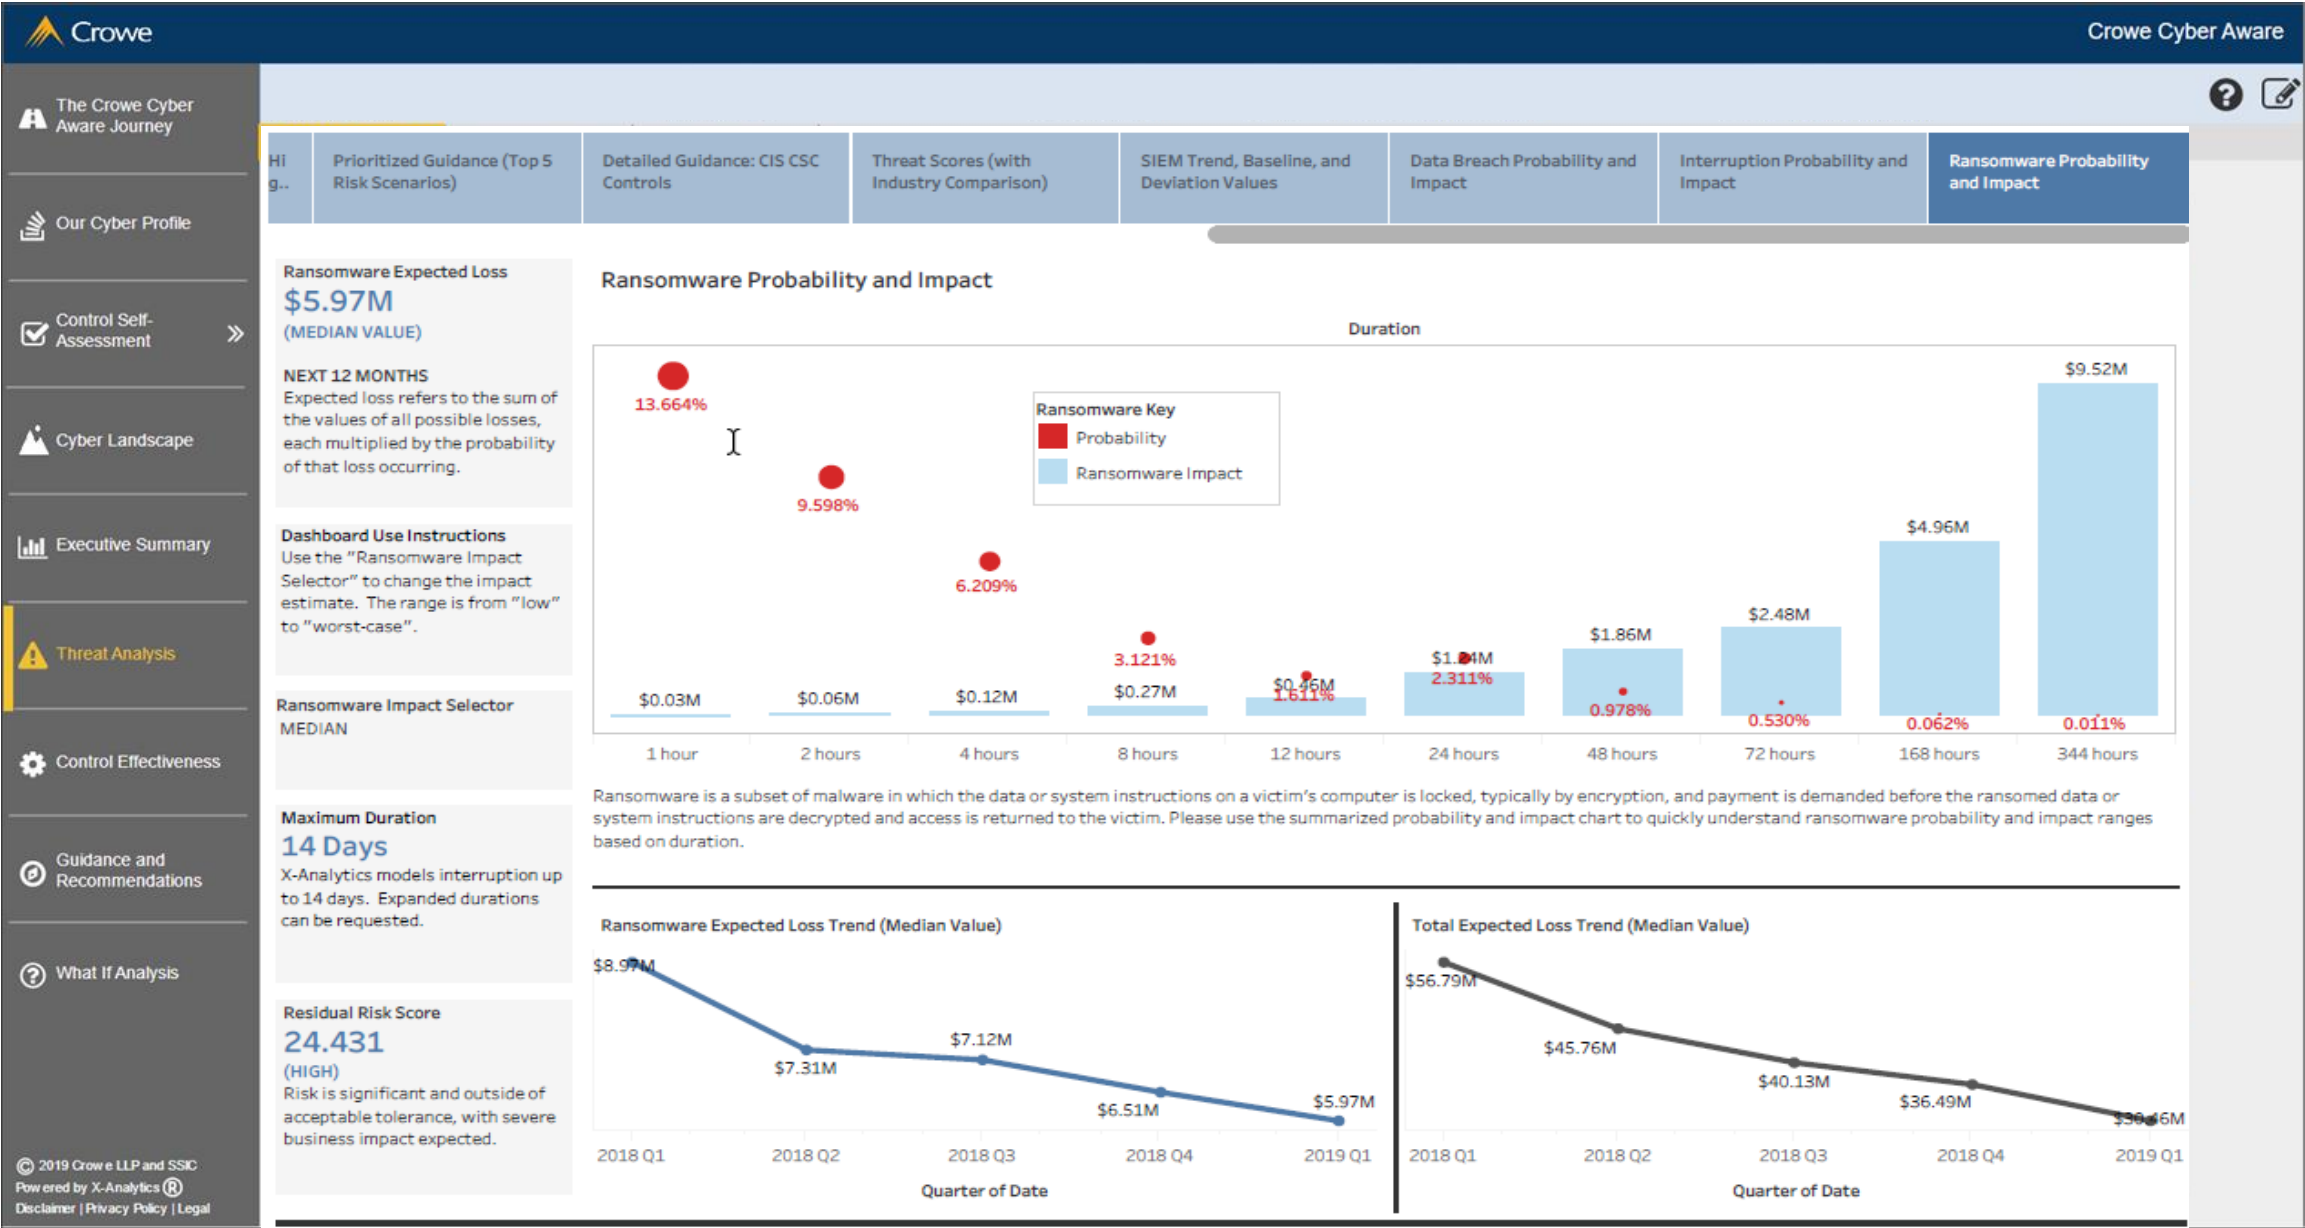 Crowe
Crowe Cyber Aware
The Crowe Cyber
Aware Journey
Our Cyber Profile
Control Self-
Assessment
Cyber Landscape
Executive Summary
Threat Analysis
Control Effectiveness
Guidance and
Recommendations
What If Analysis
© 2019 Crowe LLP and SSIC
Powered by X-Analytics ®
Disclaimer | Privacy Policy | Legal
Hi
g..
Prioritized Guidance (Top 5
Risk Scenarios)
Detailed Guidance: CIS CSC
Controls
Threat Scores (with
Industry Comparison)
SIEM Trend, Baseline, and
Deviation Values
Data Breach Probability and
Impact
Interruption Probability and
Impact
Ransomware Probability
and Impact
Ransomware Expected Loss
$5.97M
(MEDIAN VALUE)
NEXT 12 MONTHS
Expected loss refers to the sum of
the values of all possible losses,
each multiplied by the probability
of that loss occurring.
Dashboard Use Instructions
Use the "Ransomware Impact
Selector" to change the impact
estimate. The range is from "low"
to "worst-case".
Ransomware Impact Selector
MEDIAN
Maximum Duration
14 Days
X-Analytics models interruption up
to 14 days. Expanded durations
can be requested.
Residual Risk Score
24.431
(HIGH)
Risk is significant and outside of
acceptable tolerance, with severe
business impact expected.
Ransomware Probability and Impact
Duration
Ransomware Key
Probability
Ransomware Impact
13.664%
9.598%
6.209%
3.121%
1.611%
2.311%
0.978%
0.530%
0.062%
0.011%
$0.03M
$0.06M
$0.12M
$0.27M
$0.46M
$1.24M
$1.86M
$2.48M
$4.96M
$9.52M
1 hour
2 hours
4 hours
8 hours
12 hours
24 hours
48 hours
72 hours
168 hours
344 hours
Ransomware is a subset of malware in which the data or system instructions on a victim's computer is locked, typically by encryption, and payment is demanded before the ransomed data or
system instructions are decrypted and access is returned to the victim. Please use the summarized probability and impact chart to quickly understand ransomware probability and impact ranges
based on duration.
Ransomware Expected Loss Trend (Median Value)
$8.97M
$7.31M
$7.12M
$6.51M
$5.97M
2018 Q1
2018 Q2
2018 Q3
2018 Q4
2019 Q1
Quarter of Date
Total Expected Loss Trend (Median Value)
$56.79M
$45.76M
$40.13M
$36.49M
$30.46M
2018 Q1
2018 Q2
2018 Q3
2018 Q4
2019 Q1
Quarter of Date